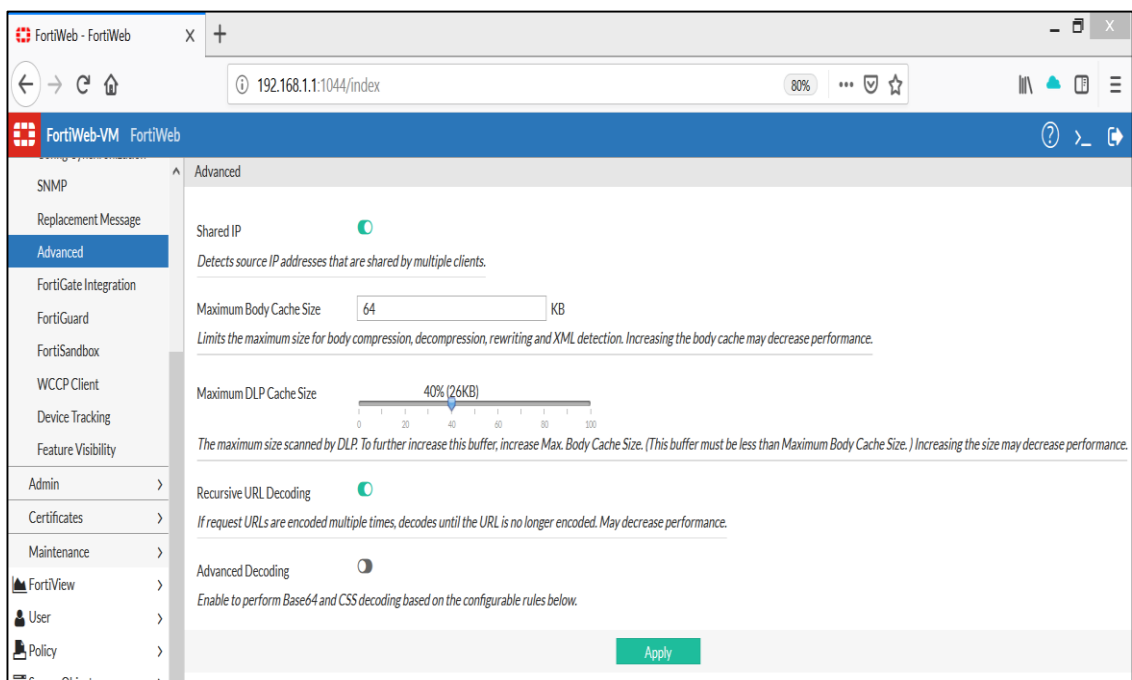 FortiWeb - FortiWeb
192.168.1.1:1044/index
80%
FortiWeb-VM FortiWeb
Config Synchronization
SNMP
Replacement Message
Advanced
FortiGate Integration
FortiGuard
FortiSandbox
WCCP Client
Device Tracking
Feature Visibility
Admin
Certificates
Maintenance
FortiView
User
Policy
Advanced
Shared IP
Detects source IP addresses that are shared by multiple clients.
Maximum Body Cache Size 64 KB
Limits the maximum size for body compression, decompression, rewriting and XML detection. Increasing the body cache may decrease performance.
40% (26KB)
Maximum DLP Cache Size
0 20 40 60 80 100
The maximum size scanned by DLP. To further increase this buffer, increase Max. Body Cache Size. (This buffer must be less than Maximum Body Cache Size. ) Increasing the size may decrease performance.
Recursive URL Decoding
If request URLs are encoded multiple times, decodes until the URL is no longer encoded. May decrease performance.
Advanced Decoding
Enable to perform Base64 and CSS decoding based on the configurable rules below.
Apply